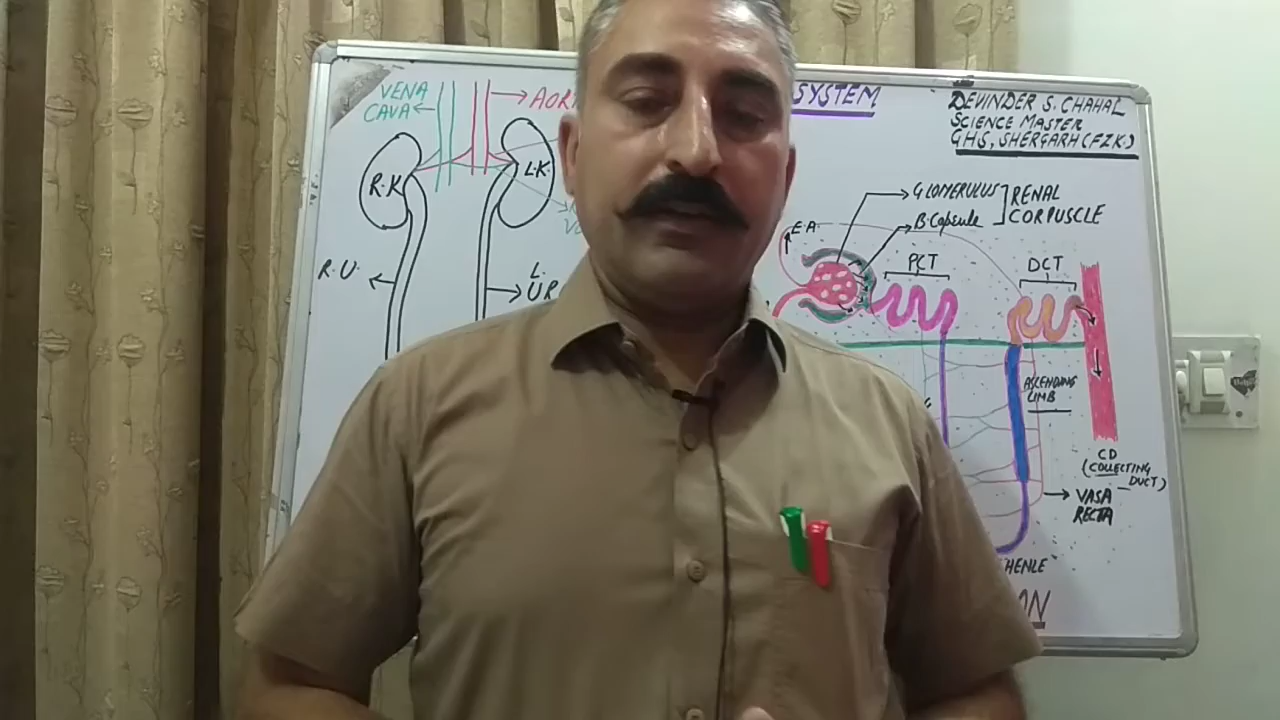 VENA
CAVA
AOR
SYSTEM
DEVINDER S. CHAHAL
SCIENCE MASTER
GHS, SHERGARH (FZK.)
R.K
L.K.
GLOMERULUS
B.Capsule
RENAL
CORPUSCLE
E.A.
PCT
DCT
R.U.
L.
UR
ASCENDING
LIMB
CD
(COLLECTING
DUCT)
VASA
RECTA
HENLE
ON